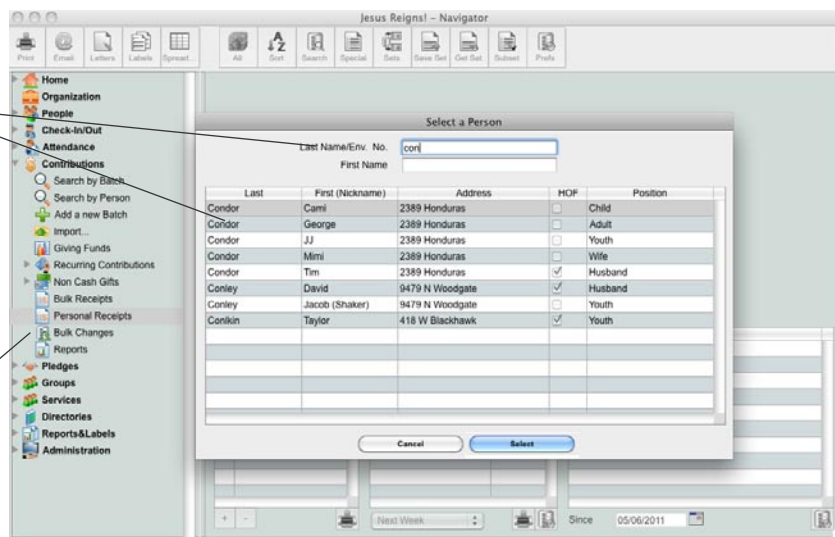 Jesus Reigns! – Navigator
Print Email Letters Labels Spread... All Sort Search Special Sets Save Set Get Set Subset Prefs
Home
Organization
People
Check-In/Out
Attendance
Contributions
Search by Batch
Search by Person
Add a new Batch
Import...
Giving Funds
Recurring Contributions
Non Cash Gifts
Bulk Receipts
Personal Receipts
Bulk Changes
Reports
Pledges
Groups
Services
Directories
Reports&Labels
Administration
Select a Person
Last Name/Env. No. con
First Name
Last First (Nickname) Address HOF Position
Condor Cami 2389 Honduras Child
Condor George 2389 Honduras Adult
Condor JJ 2389 Honduras Youth
Condor Mimi 2389 Honduras Wife
Condor Tim 2389 Honduras Husband
Conley David 9479 N Woodgate Husband
Conley Jacob (Shaker) 9479 N Woodgate Youth
Conikin Taylor 418 W Blackhawk Youth
Cancel Select
+ - Next Week Since 05/06/2011